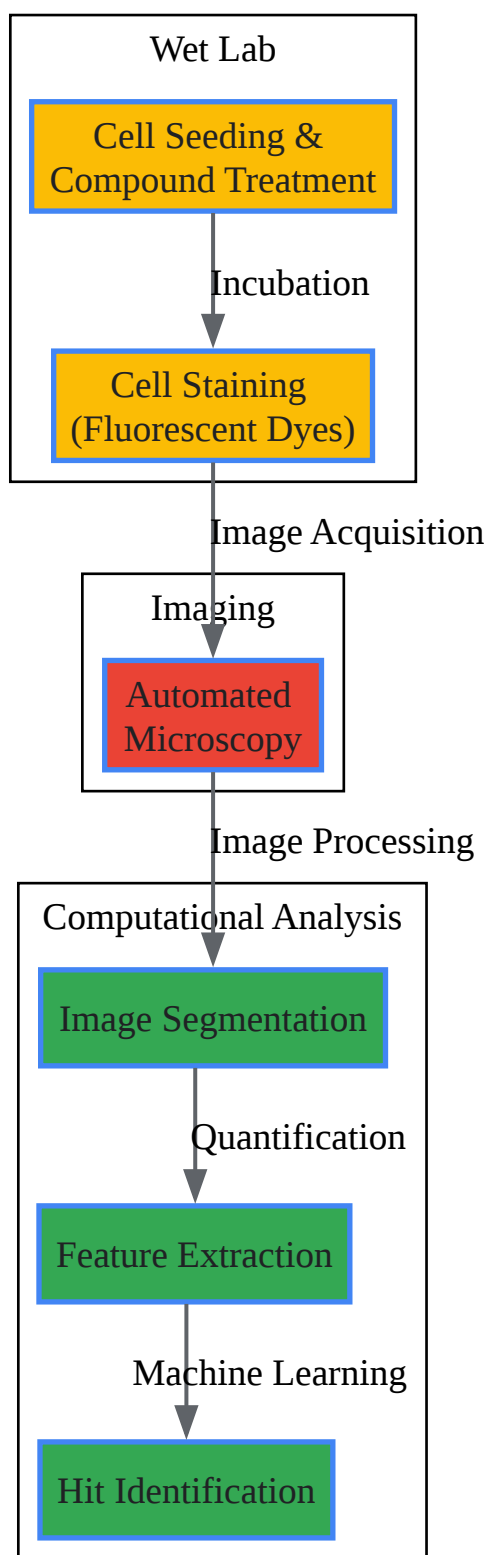 Wet Lab
Cell Seeding &
Compound Treatment
Incubation
Cell Staining
(Fluorescent Dyes)
Image Acquisition
Imaging
Automated
Microscopy
Image Processing
Computational Analysis
Image Segmentation
Quantification
Feature Extraction
Machine Learning
Hit Identification